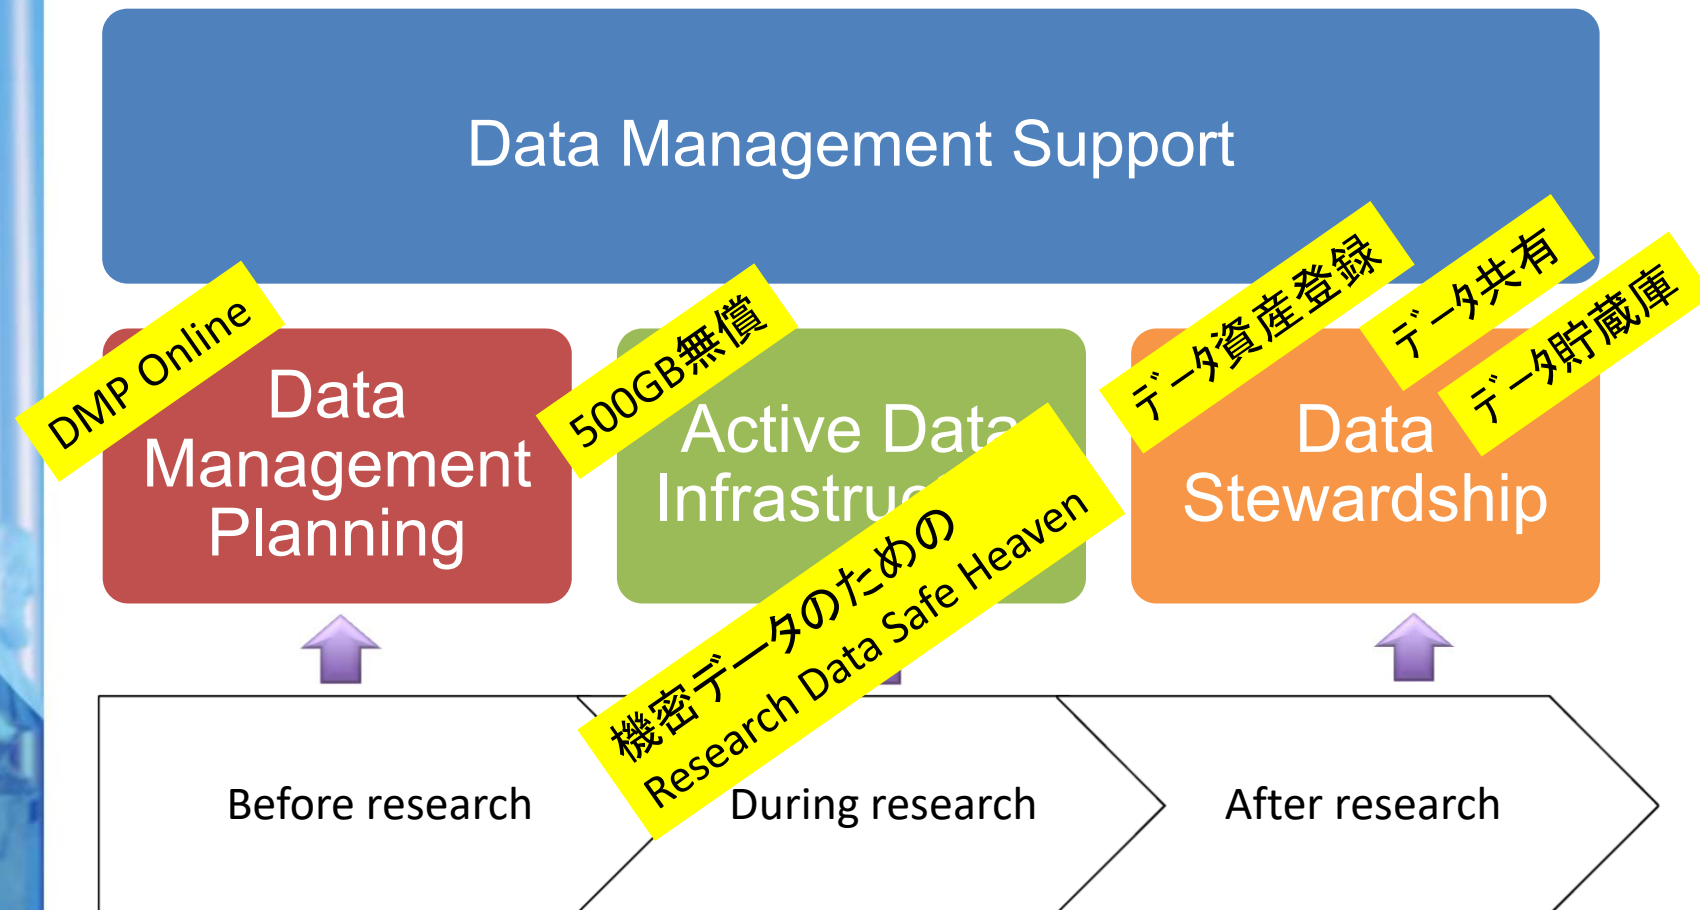 Data Management Support
DMP Online
Data
Management
Planning
500GB無償
Active Data
機密データのための
Research Data Safe Heaven
データ資産登録
データ共有
データ貯蔵庫
Data
Stewardship
Before research
During research
After research